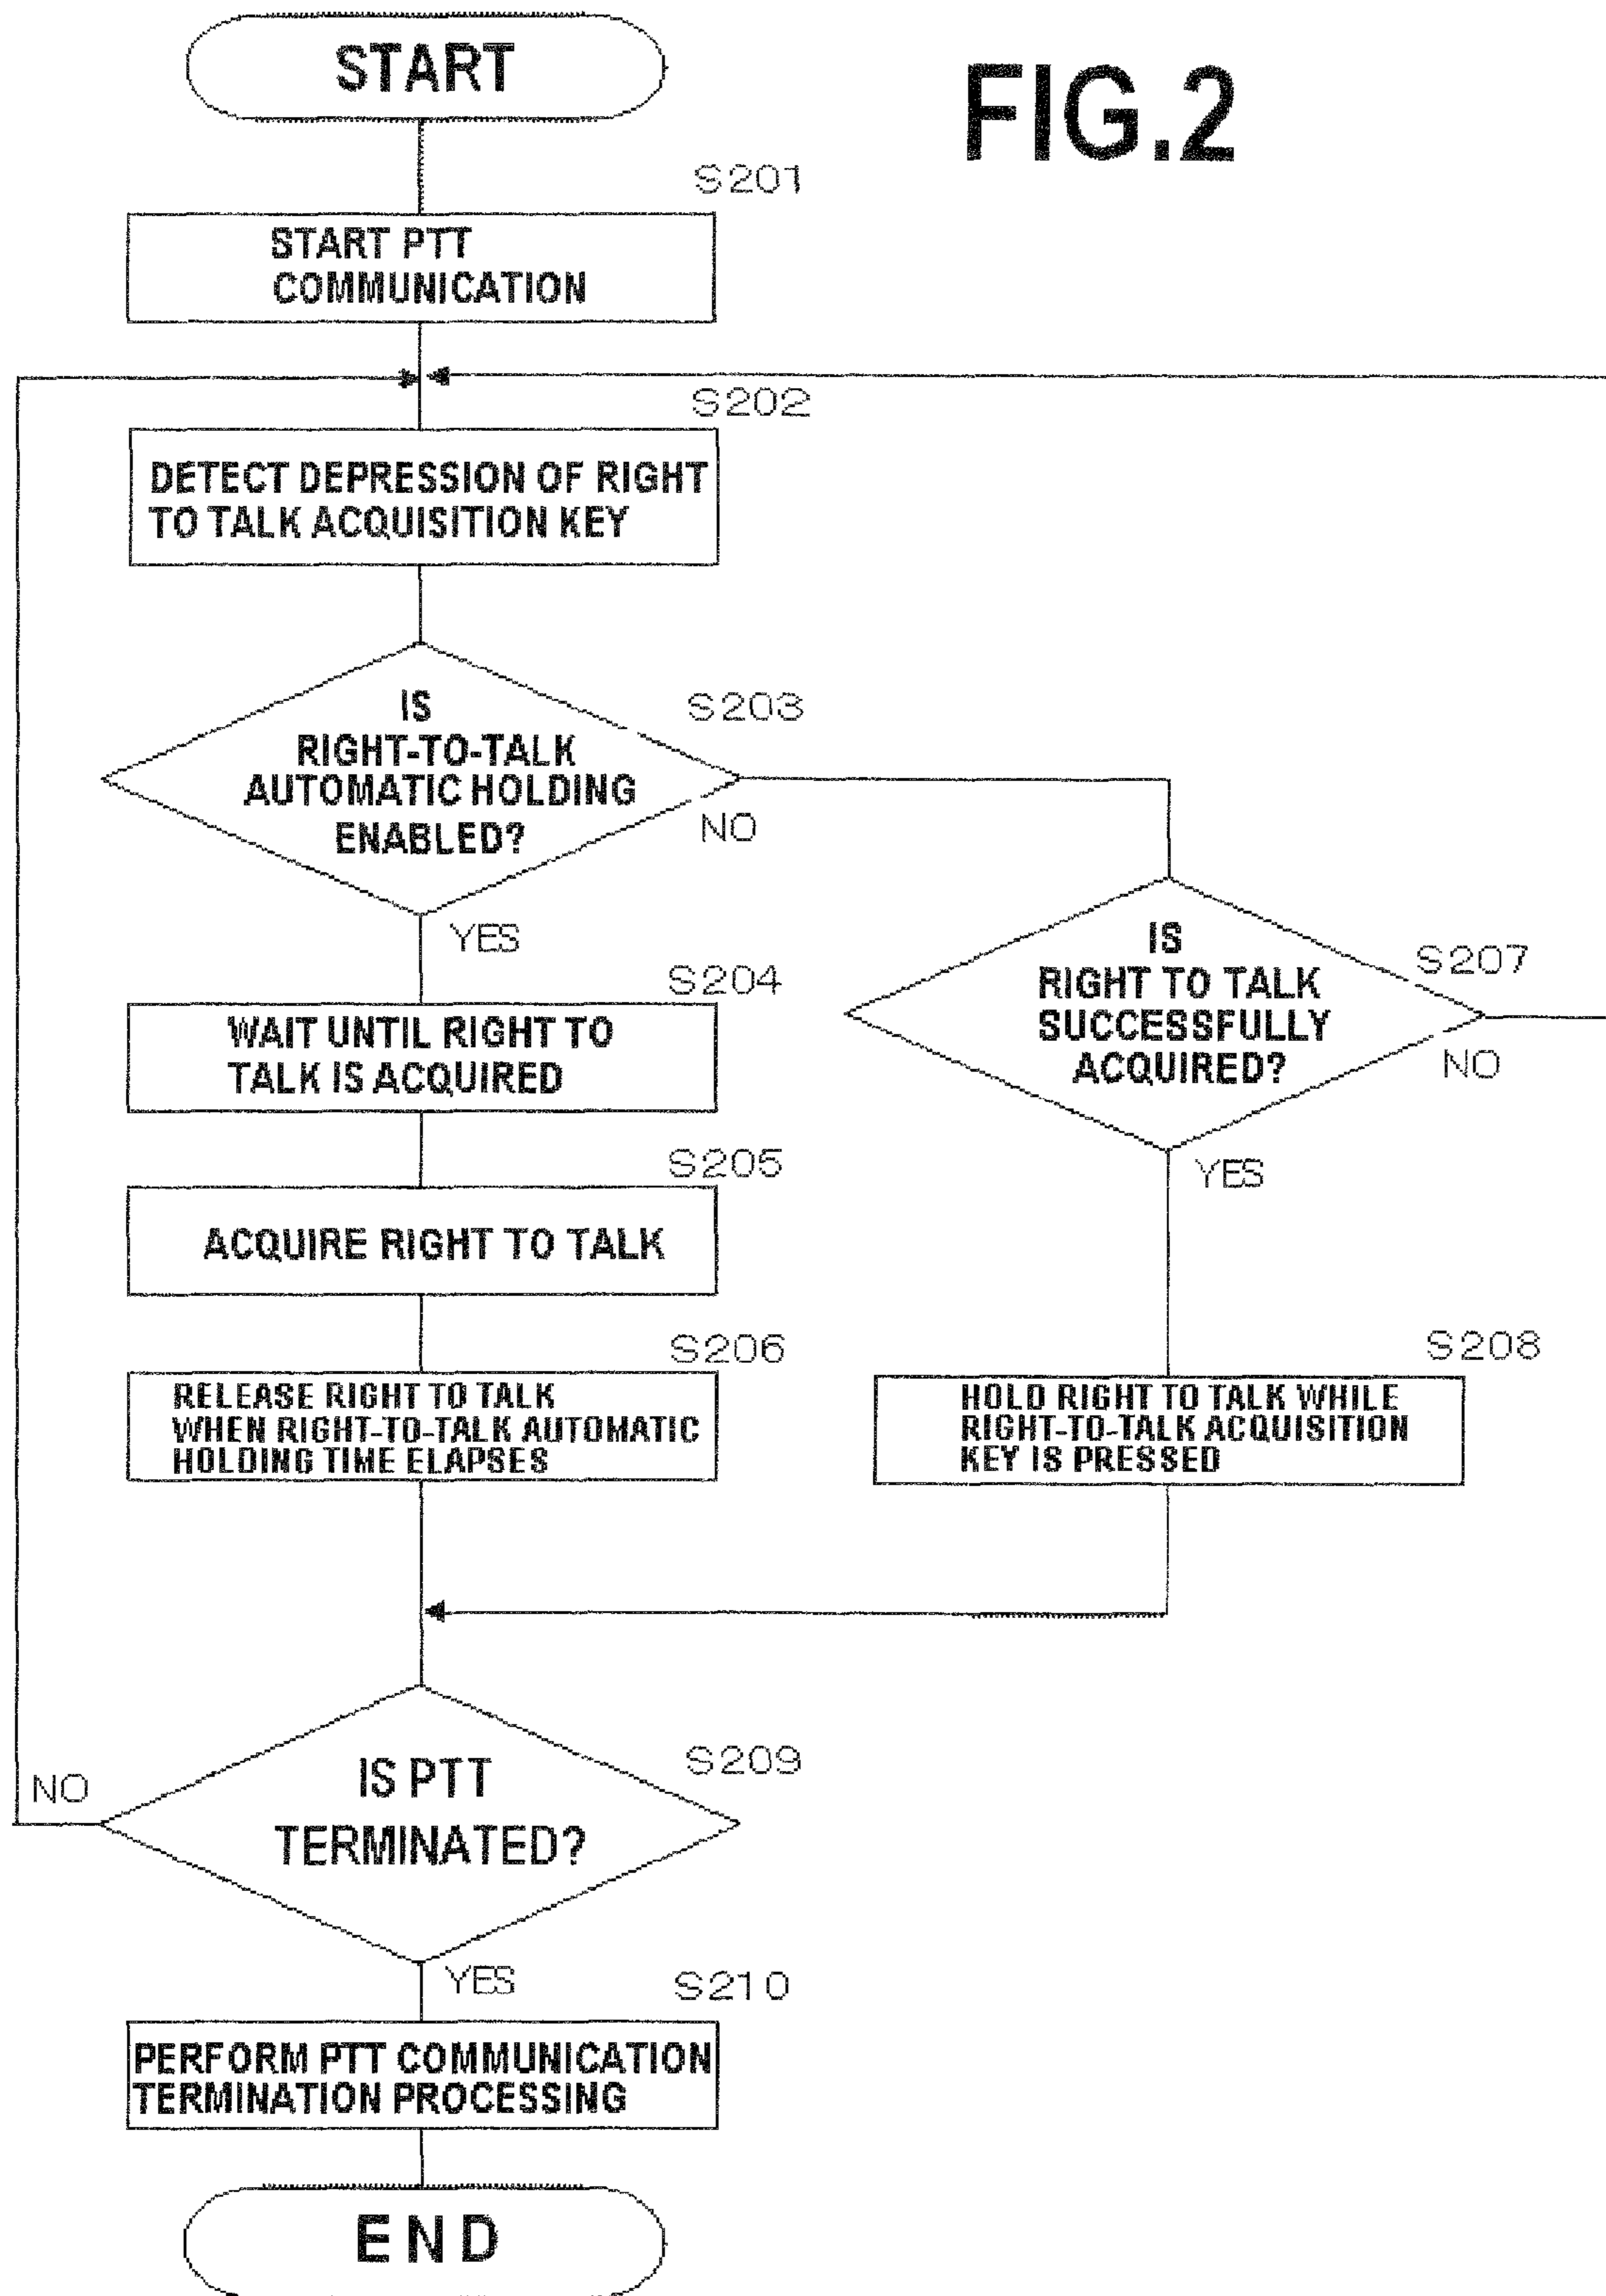 START
FIG.2
S201
START PTT
COMMUNICATION
S202
DETECT DEPRESSION OF RIGHT
TO TALK ACQUISITION KEY
S203
IS
RIGHT-TO-TALK
AUTOMATIC HOLDING
ENABLED?
NO
YES
S204
WAIT UNTIL RIGHT TO
TALK IS ACQUIRED
S205
ACQUIRE RIGHT TO TALK
S206
RELEASE RIGHT TO TALK
WHEN RIGHT-TO-TALK AUTOMATIC
HOLDING TIME ELAPSES
S207
IS
RIGHT TO TALK
SUCCESSFULLY
ACQUIRED?
NO
YES
S208
HOLD RIGHT TO TALK WHILE
RIGHT-TO-TALK ACQUISITION
KEY IS PRESSED
S209
IS PTT
TERMINATED?
NO
YES
S210
PERFORM PTT COMMUNICATION
TERMINATION PROCESSING
END